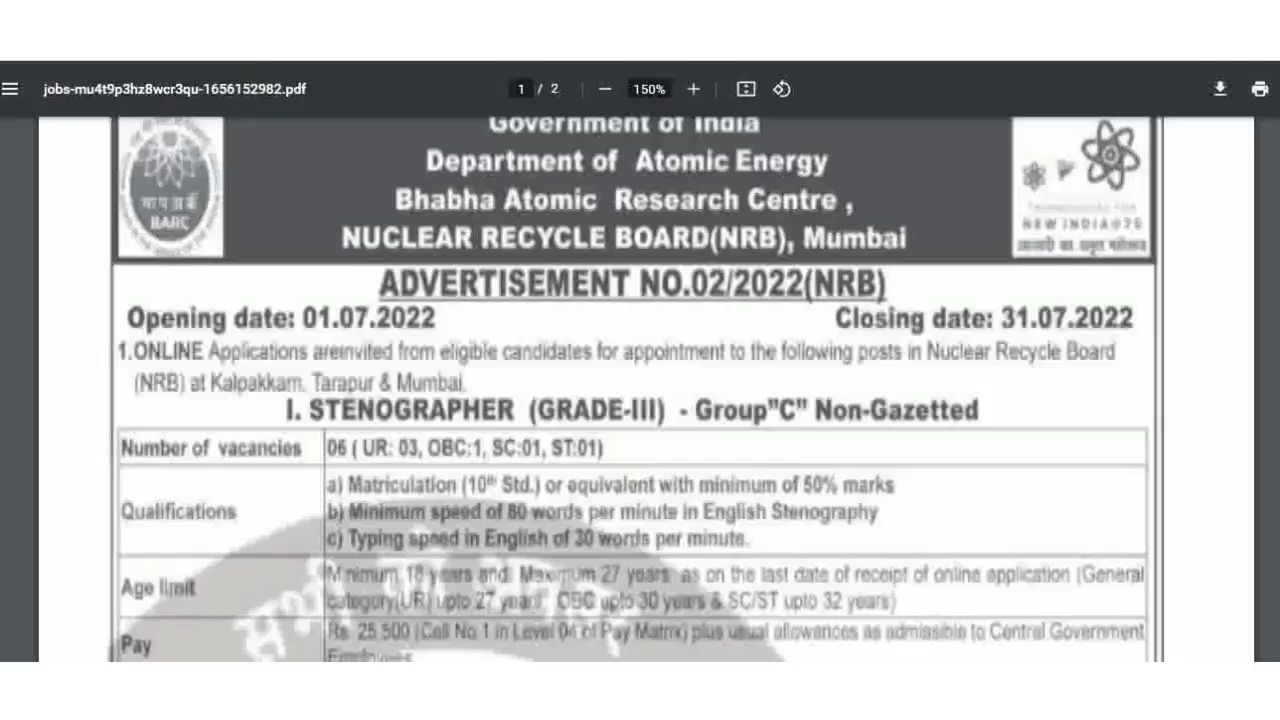 jobs-mu4t9p3hz8wcr3qu-1656152982.pdf
1 / 2
150%
Government of India
Department of Atomic Energy
Bhabha Atomic Research Centre ,
NUCLEAR RECYCLE BOARD(NRB), Mumbai
BARC
NEW INDIA@75
ADVERTISEMENT NO.02/2022(NRB)
Opening date: 01.07.2022 Closing date: 31.07.2022
1.ONLINE Applications areinvited from eligible candidates for appointment to the following posts in Nuclear Recycle Board
(NRB) at Kalpakkam, Tarapur & Mumbai.
I. STENOGRAPHER (GRADE-III) - Group"C" Non-Gazetted
Number of vacancies 06 ( UR: 03, OBC:1, SC:01, ST:01)
Qualifications
a) Matriculation (10th Std.) or equivalent with minimum of 50% marks
b) Minimum speed of 80 words per minute in English Stenography
c) Typing speed in English of 30 words per minute.
Age limit
Minimum 18 years and Maximum 27 years as on the last date of receipt of online application (General
category(UR) upto 27 years OBC upto 30 years & SC/ST upto 32 years)
Pay
Rs. 25,500 (Cell No.1 in Level 04 of Pay Matrix) plus usual allowances as admissible to Central Government
Employees